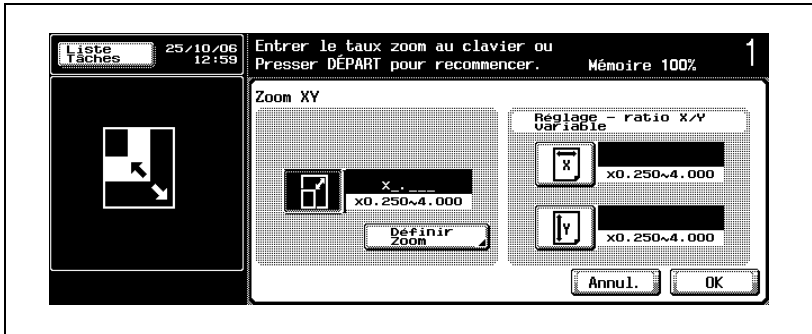 Liste
Tâches
25/10/06
12:59
Entrer le taux zoom au clavier ou
Presser DÉPART pour recommencer.
Mémoire 100%
1
Zoom XY
x_.___
x0.250~4.000
Définir
Zoom
Réglage - ratio X/Y
variable
X
x0.250~4.000
Y
x0.250~4.000
Annul.
OK